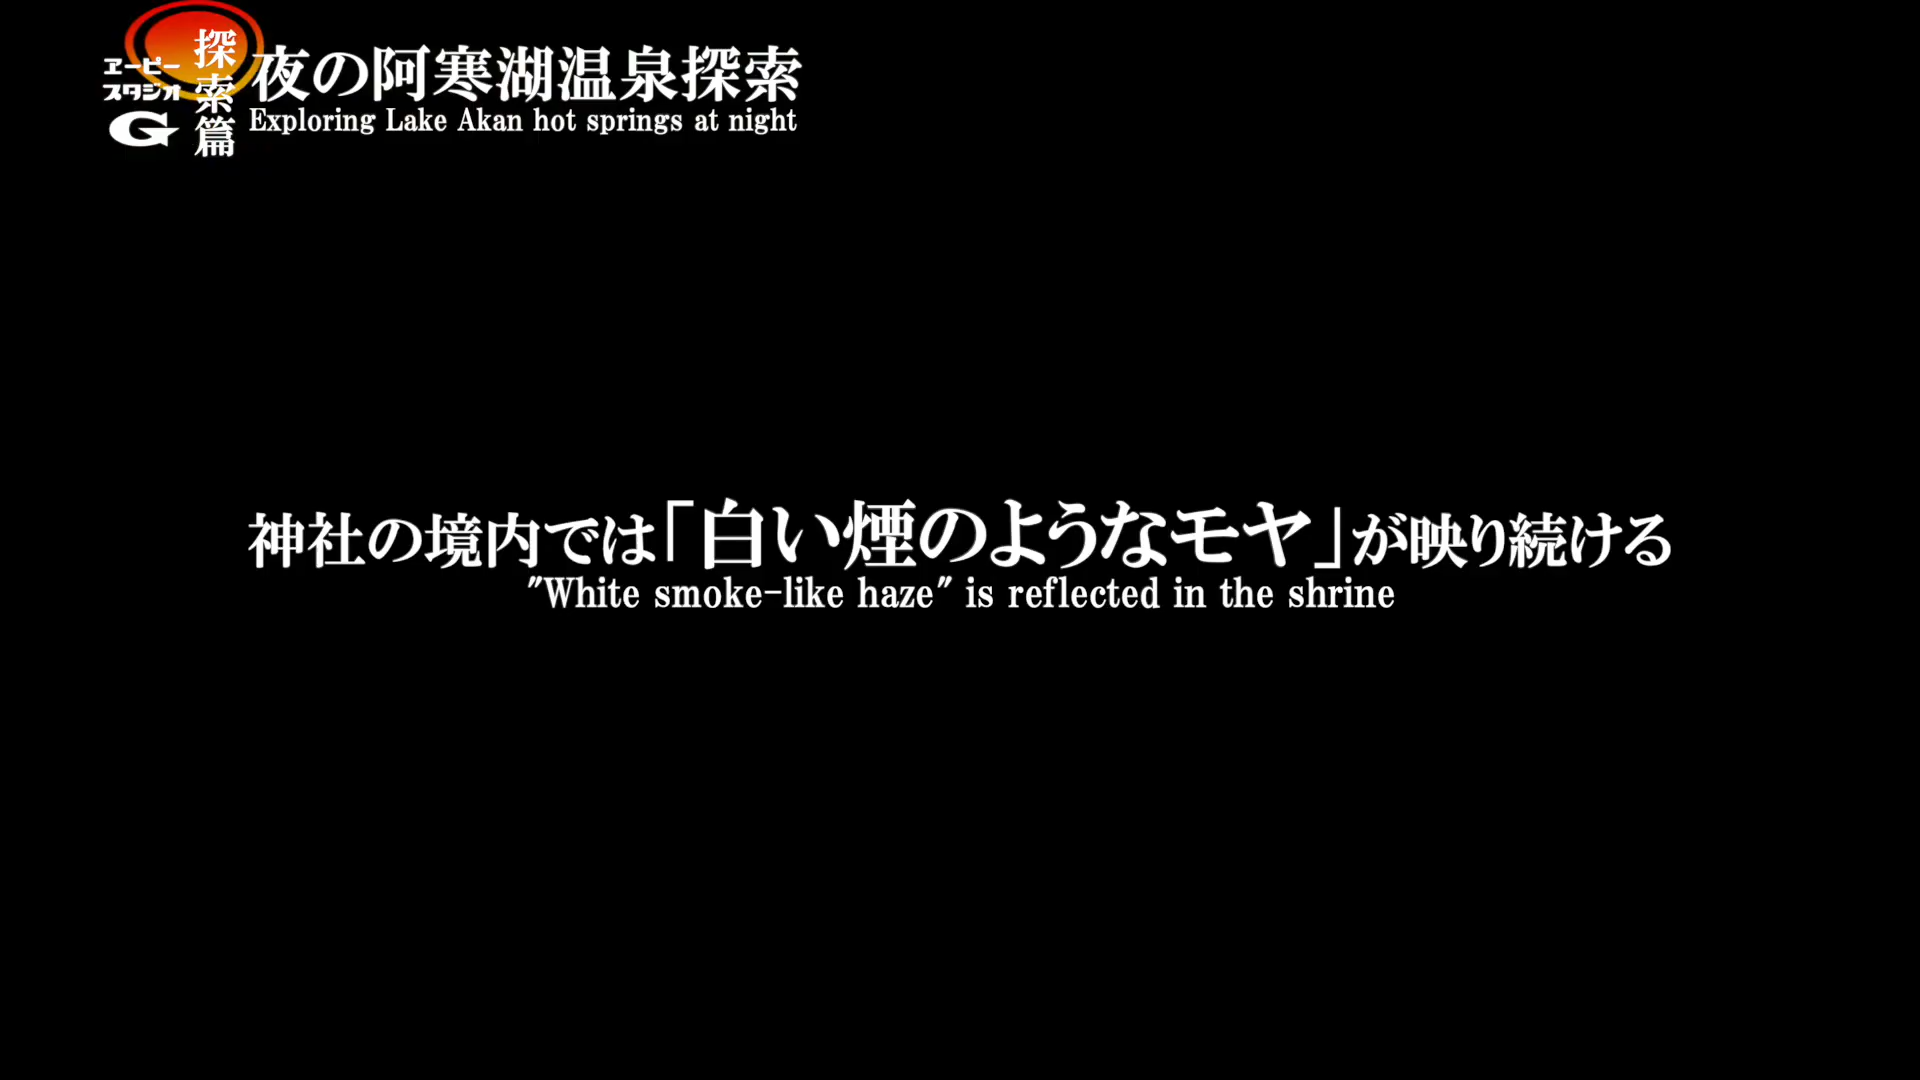 ヱーピー
スタジオ
G
探索篇
夜の阿寒湖温泉探索
Exploring Lake Akan hot springs at night
神社の境内では「白い煙のようなモヤ」が映り続ける
"White smoke-like haze" is reflected in the shrine